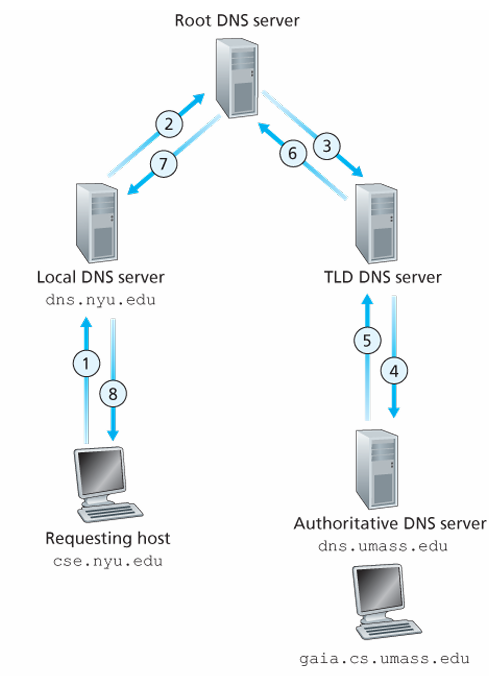 Root DNS server
2
3
7
6
Local DNS server
dns.nyu.edu
TLD DNS server
1
8
5
4
Requesting host
cse.nyu.edu
Authoritative DNS server
dns.umass.edu
gaia.cs.umass.edu